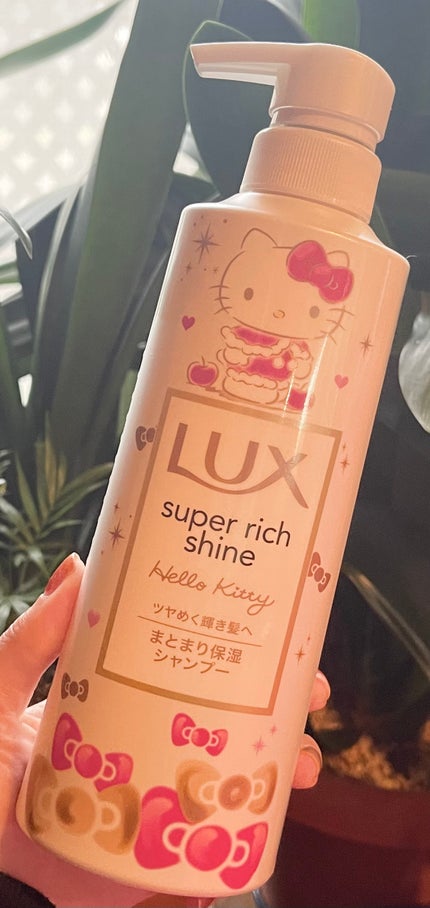 LUX
super rich
shine
Hello Kitty
ツヤめく輝き髪へ
まとまり保湿
シャンプー